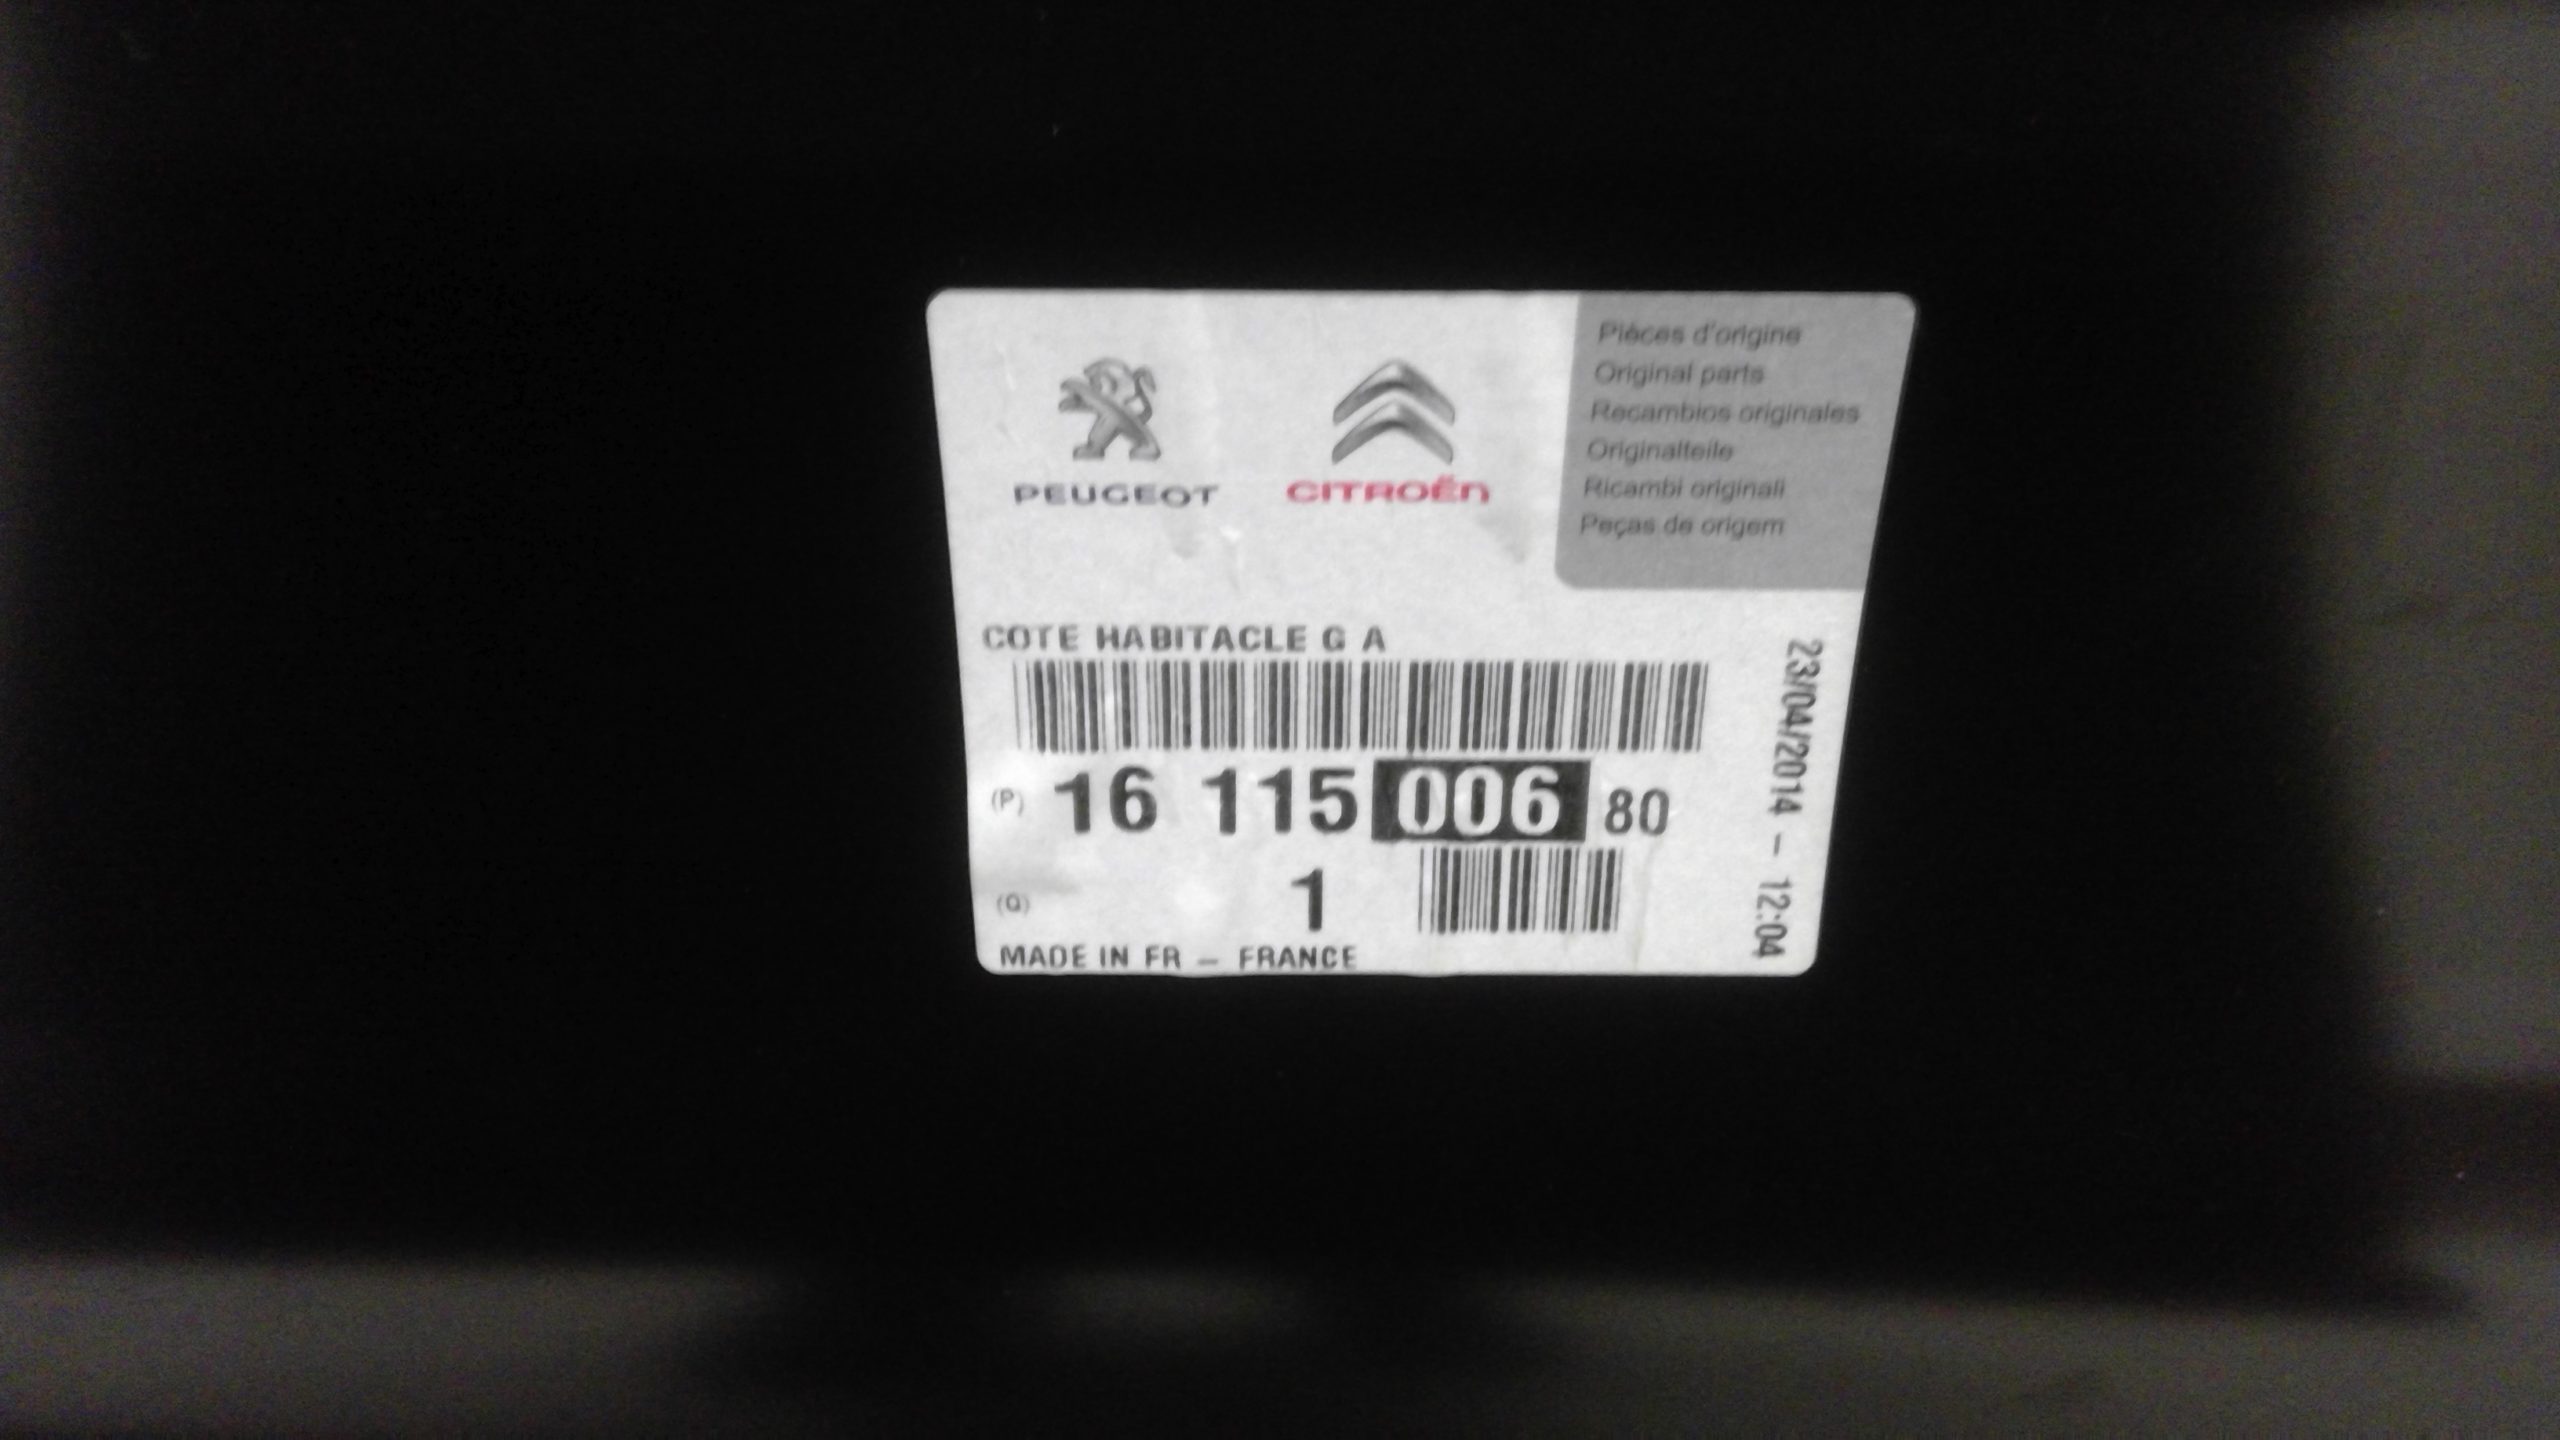 PEUGEOT
CITROËN
Pièces d'origine
Original parts
Recambios originales
Originalteile
Ricambi originali
Peças de origem
COTE HABITACLE G A
(P) 16 115 006 80
(Q) 1
MADE IN FR - FRANCE
23/04/2014 - 12:04